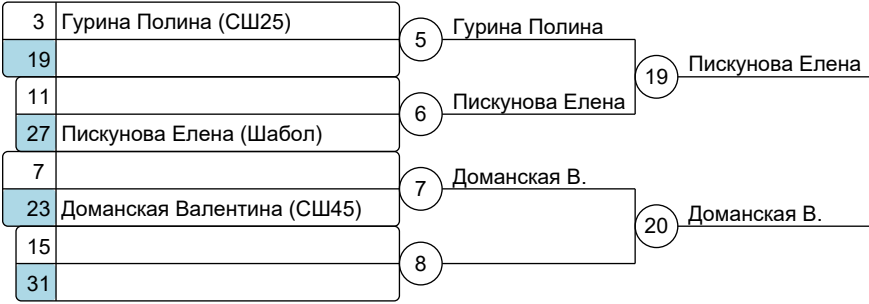 3 Гурина Полина (СШ25)
5 Гурина Полина
19
19 Пискунова Елена
11
6 Пискунова Елена
27 Пискунова Елена (Шабол)
7
7 Доманская В.
23 Доманская Валентина (СШ45)
20 Доманская В.
15
8
31